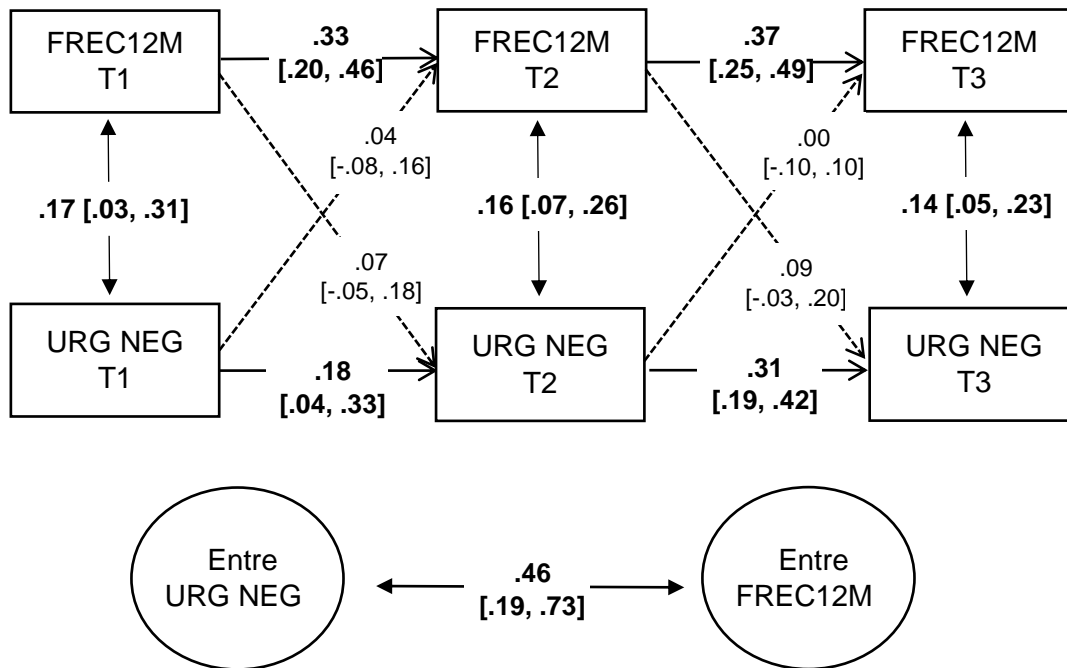 FREC12M
T1
.33
[.20, .46]
FREC12M
T2
.37
[.25, .49]
FREC12M
T3
.04
[-.08, .16]
.00
[-.10, .10]
.17 [.03, .31]
.16 [.07, .26]
.14 [.05, .23]
.07
[-.05, .18]
.09
[-.03, .20]
URG NEG
T1
.18
[.04, .33]
URG NEG
T2
.31
[.19, .42]
URG NEG
T3
Entre
URG NEG
.46
[.19, .73]
Entre
FREC12M